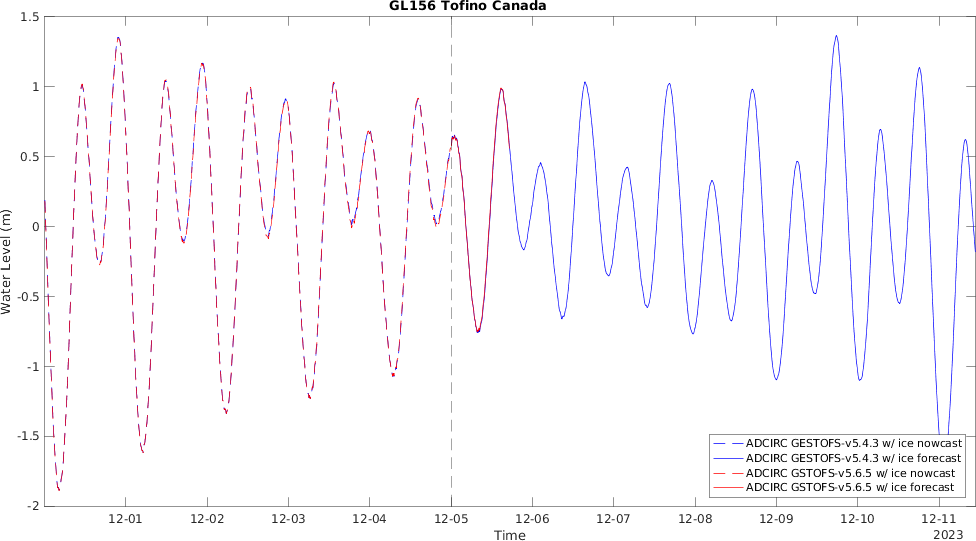 GL156 Tofino Canada
1.5
1
0.5
0
-0.5
-1
-1.5
-2
Water Level (m)
12-01 12-02 12-03 12-04 12-05 12-06 12-07 12-08 12-09 12-10 12-11
Time
2023
ADCIRC GESTOFS-v5.4.3 w/ ice nowcast
ADCIRC GESTOFS-v5.4.3 w/ ice forecast
ADCIRC GSTOFS-v5.6.5 w/ ice nowcast
ADCIRC GSTOFS-v5.6.5 w/ ice forecast